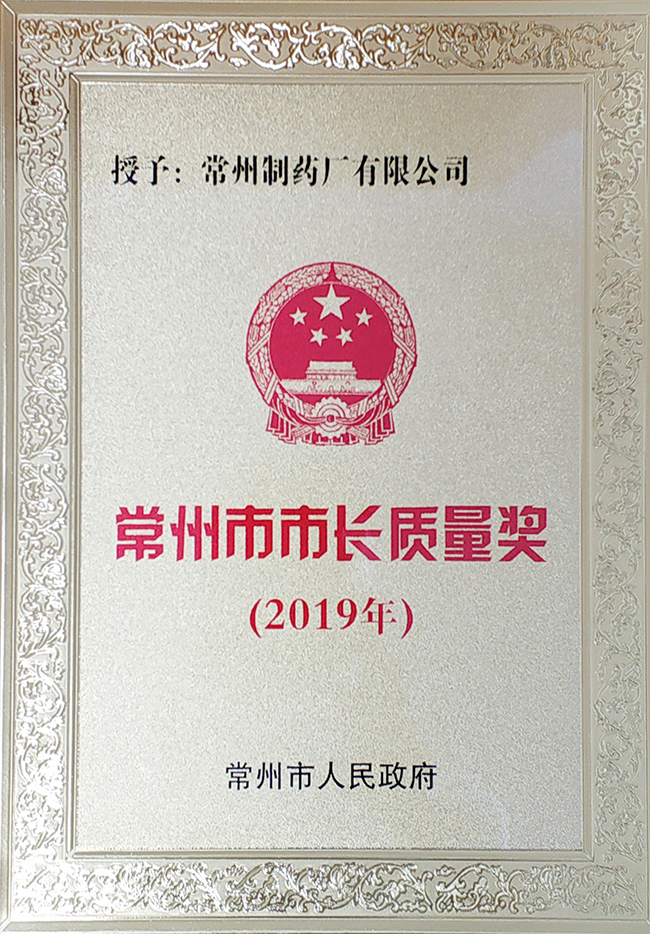 授予：常州制药厂有限公司
常州市市长质量奖
(2019年)
常州市人民政府